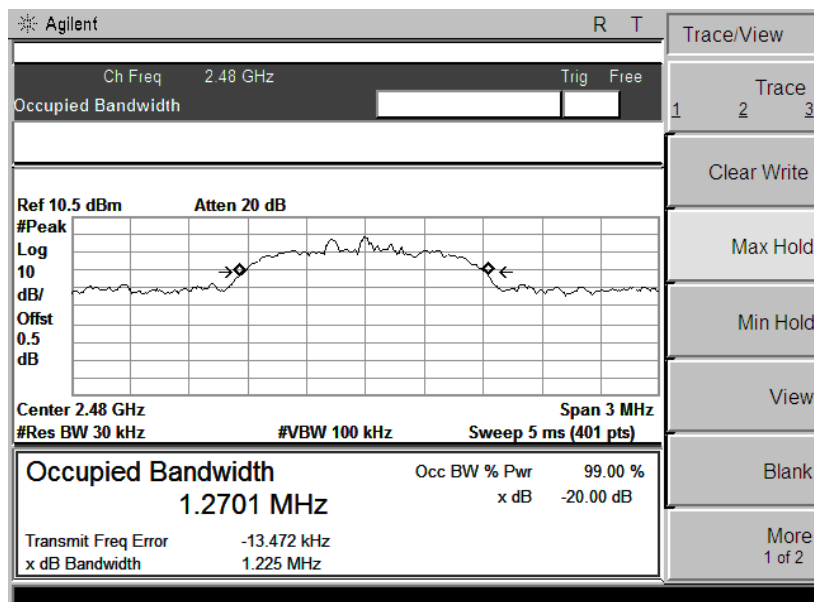 Agilent R T
Ch Freq 2.48 GHz Trig Free
Occupied Bandwidth
Ref 10.5 dBm Atten 20 dB
#Peak
Log
10
dB/
Offst
0.5
dB
Center 2.48 GHz Span 3 MHz
#Res BW 30 kHz #VBW 100 kHz Sweep 5 ms (401 pts)
Occupied Bandwidth Occ BW % Pwr 99.00 %
1.2701 MHz x dB -20.00 dB
Transmit Freq Error -13.472 kHz
x dB Bandwidth 1.225 MHz
Trace/View
Trace
1 2 3
Clear Write
Max Hold
Min Hold
View
Blank
More
1 of 2